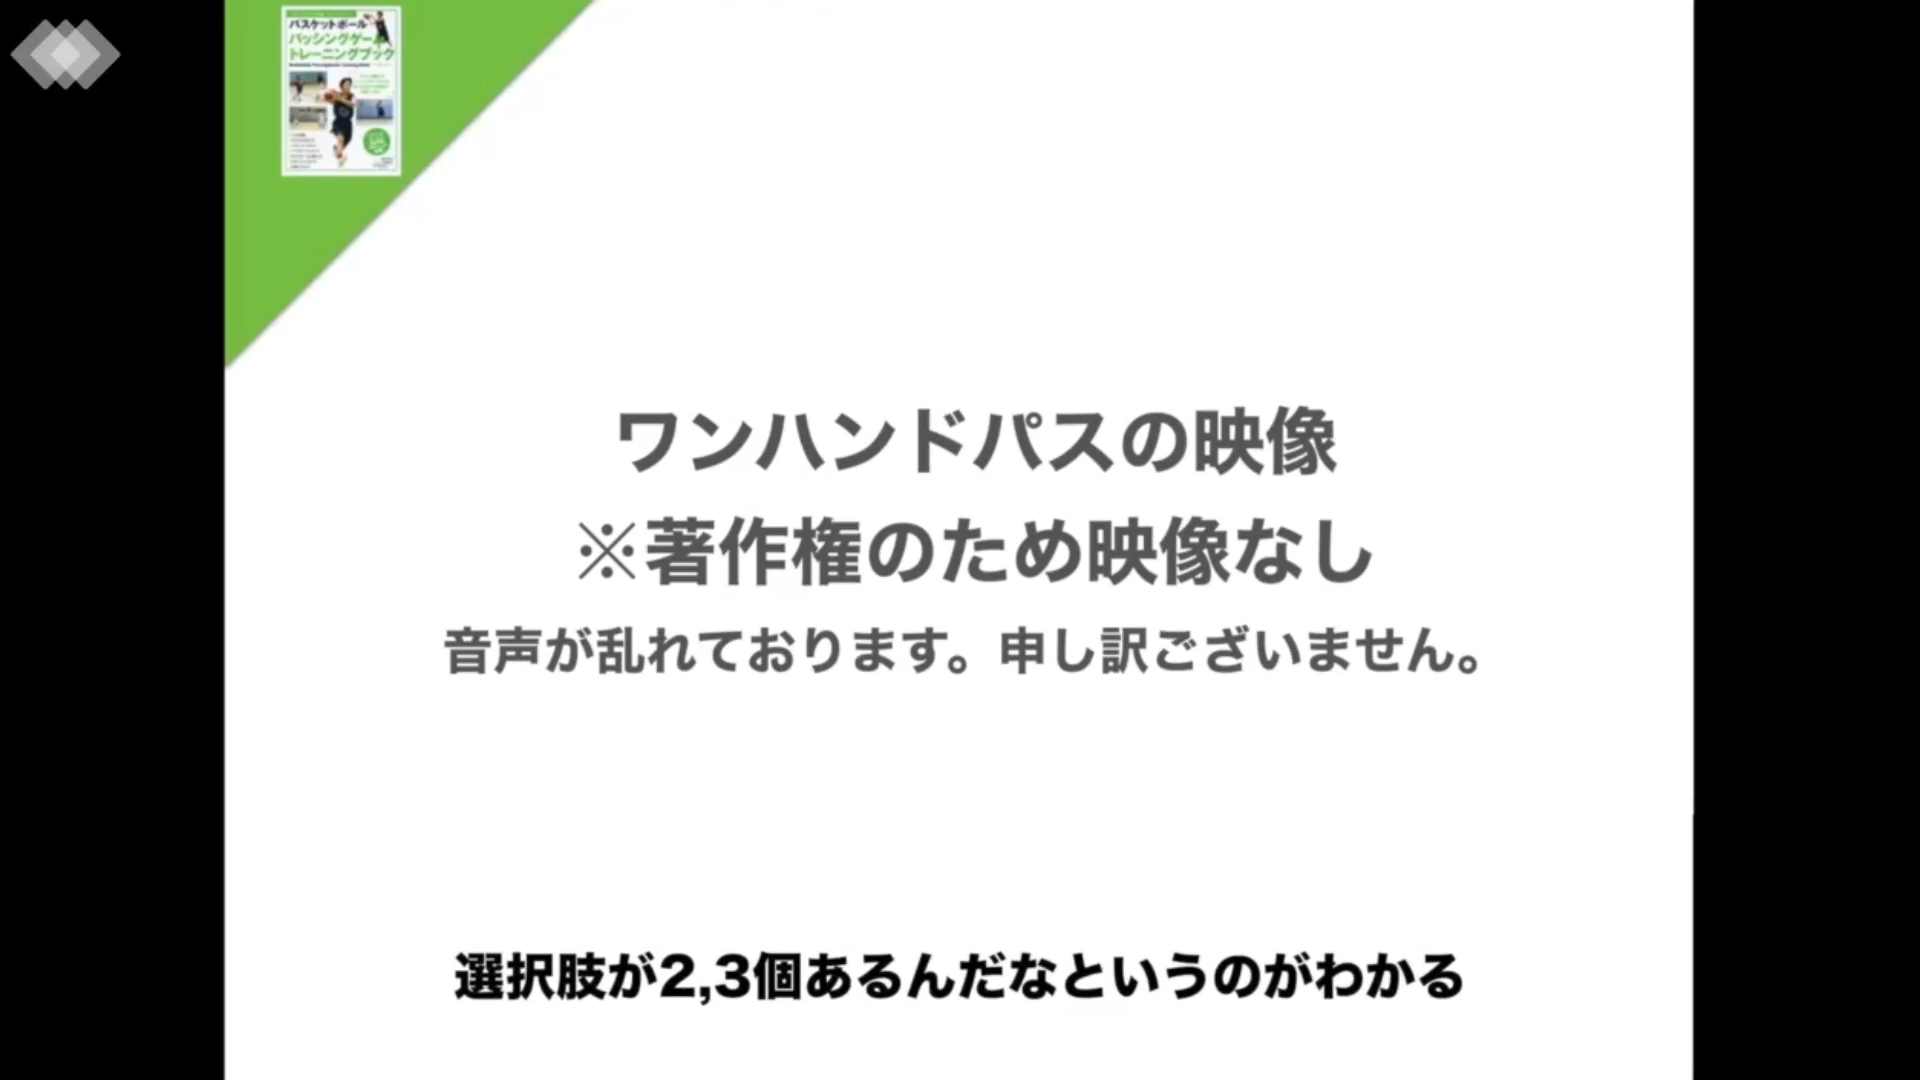 バスケットボール
パッシングゲーム
トレーニングブック
ワンハンドパスの映像
※著作権のため映像なし
音声が乱れております。申し訳ございません。
選択肢が2,3個あるんだなというのがわかる